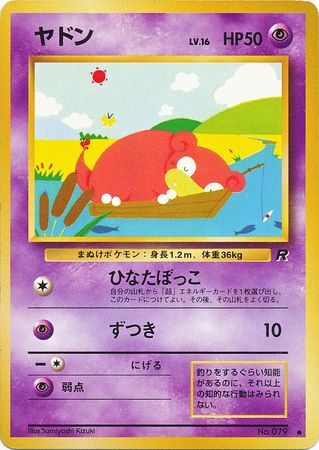 ヤドン LV.16 HP50
まぬけポケモン：身長1.2m、体重36kg
R
ひなたぼっこ
自分の山札から「超」エネルギーカードを1枚選び出し、
このカードにつけてよい。その後、その山札をよく切る。
ずつき 10
にげる
弱点
釣りをするぐらい知能
があるのに、それ以上
の知的な行動はみられ
ない。
Illus Sumiyoshi Kizuki No.079